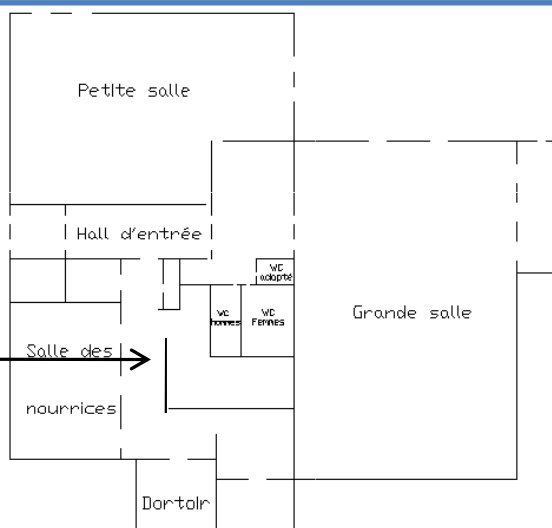 Petite salle
Hall d'entrée
WC
adapté
WC
hommes
WC
Femmes
Grande salle
Salle des
nourrices
Dortoir